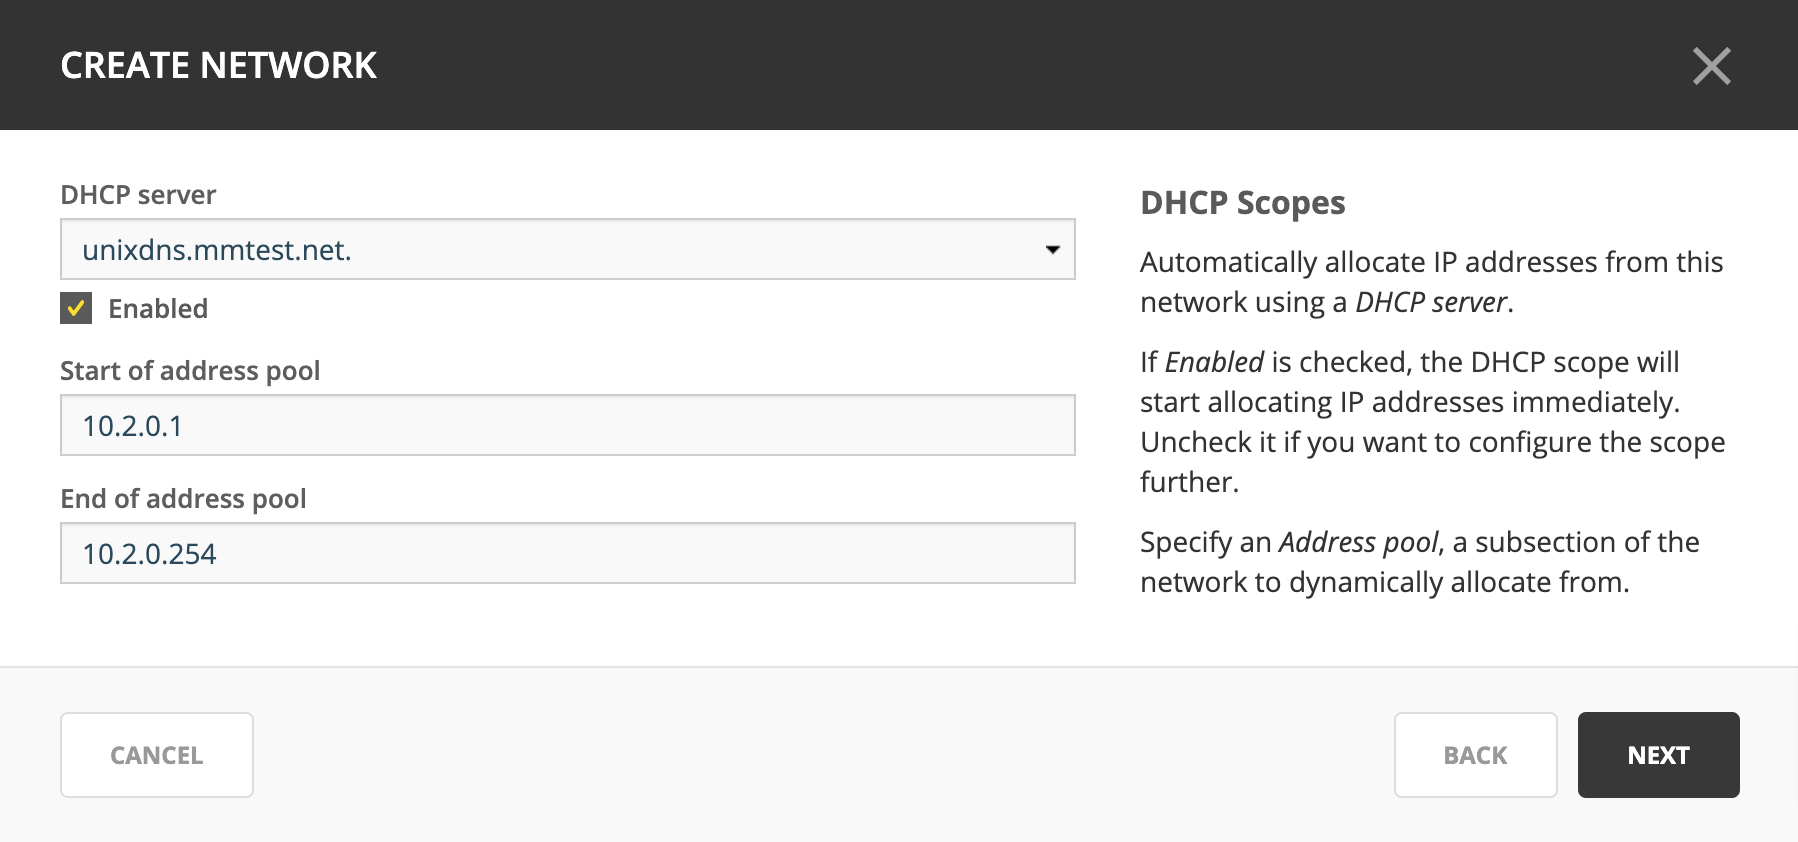 CREATE NETWORK
DHCP server
unixdns.mmtest.net.
Enabled
Start of address pool
10.2.0.1
End of address pool
10.2.0.254
DHCP Scopes
Automatically allocate IP addresses from this
network using a DHCP server.
If Enabled is checked, the DHCP scope will
start allocating IP addresses immediately.
Uncheck it if you want to configure the scope
further.
Specify an Address pool, a subsection of the
network to dynamically allocate from.
CANCEL
BACK
NEXT